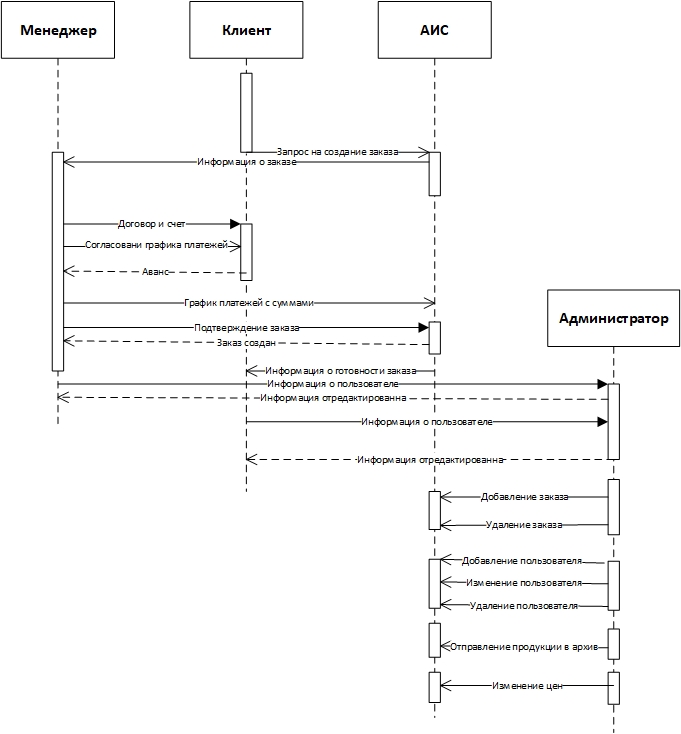 Менеджер
Клиент
АИС
Запрос на создание заказа
Информация о заказе
Договор и счет
Согласовани графика платежей
Аванс
График платежей с суммами
Администратор
Подтверждение заказа
Заказ создан
Информация о готовности заказа
Информация о пользователе
Информация отредактированна
Информация о пользователе
Информация отредактированна
Добавление заказа
Удаление заказа
Добавление пользователя
Изменение пользователя
Удаление пользователя
Отправление продукции в архив
Изменение цен